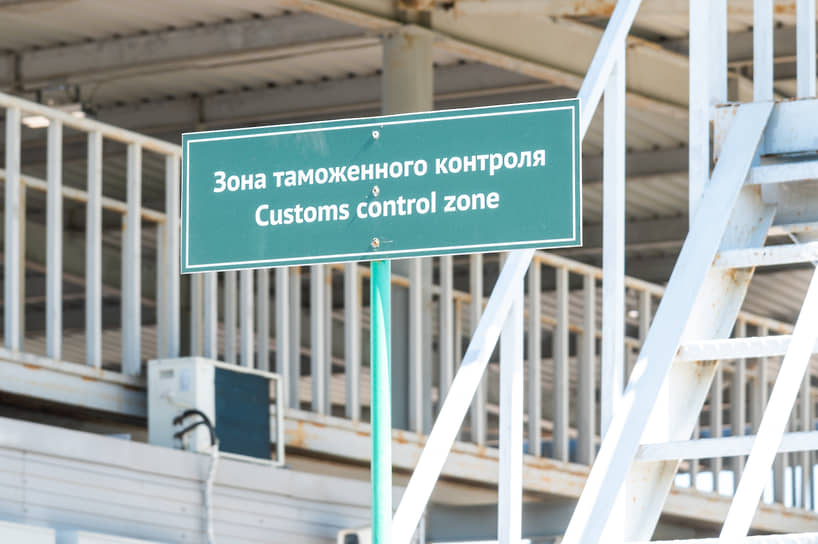 Зона таможенного контроля
Customs control zone